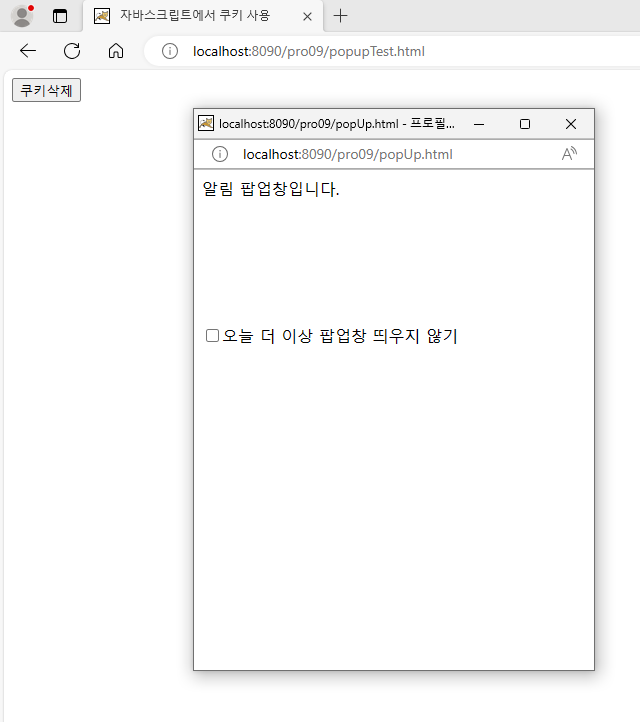 자바스크립트에서 쿠키 사용
localhost:8090/pro09/popupTest.html
쿠키삭제
localhost:8090/pro09/popUp.html - 프로필...
localhost:8090/pro09/popUp.html
알림 팝업창입니다.
오늘 더 이상 팝업창 띄우지 않기